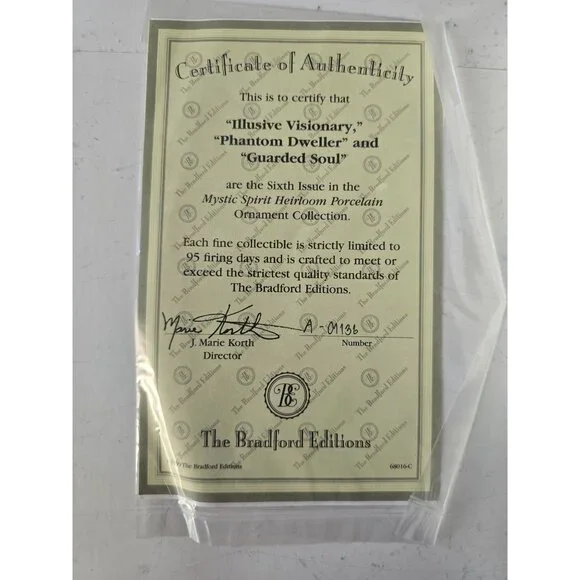 Certificate of Authenticity
This is to certify that
"Illusive Visionary,"
"Phantom Dweller" and
"Guarded Soul"
are the Sixth Issue in the
Mystic Spirit Heirloom Porcelain
Ornament Collection.
Each fine collectible is strictly limited to
95 firing days and is crafted to meet or
exceed the strictest quality standards of
The Bradford Editions.
Marie Korth A-01136
J. Marie Korth Number
Director
BE
The Bradford Editions
The Bradford Editions 68016-C